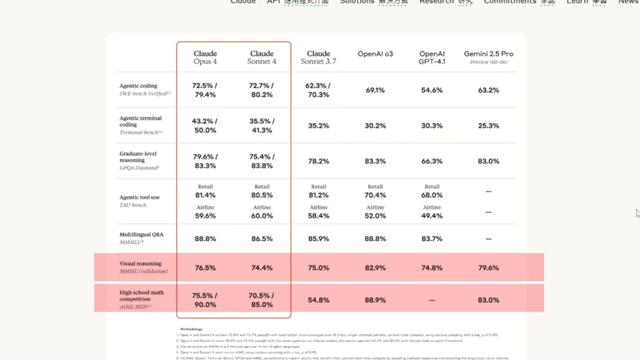 Claude API 應用程式介面 Solutions 解決方案 Research 研究 Commitments 承諾 Learn 學習 News
Claude Opus 4
Claude Sonnet 4
Claude Sonnet 3.7
OpenAI o3
OpenAI GPT-4.1
Gemini 2.5 Pro
Preview (05-06)
Agentic coding
SWE-bench Verified
72.5% / 79.4%
72.7% / 80.2%
62.3% / 70.3%
69.1%
54.6%
63.2%
Agentic terminal coding
Terminal-bench
43.2% / 50.0%
35.5% / 41.3%
35.2%
30.2%
30.3%
25.3%
Graduate-level reasoning
GPQA Diamond
79.6% / 83.3%
75.4% / 83.8%
78.2%
83.3%
66.3%
83.0%
Agentic tool use
TAU-bench
Retail 81.4%
Retail 80.5%
Retail 81.2%
Retail 70.4%
Retail 68.0%
—
Airline 59.6%
Airline 60.0%
Airline 58.4%
Airline 52.0%
Airline 49.4%
—
Multilingual Q&A
MMMLU
88.8%
86.5%
85.9%
88.8%
83.7%
—
Visual reasoning
MMMU (validation)
76.5%
74.4%
75.0%
82.9%
74.8%
79.6%
High school math competition
AIME 2025
75.5% / 90.0%
70.5% / 85.0%
54.8%
88.9%
—
83.0%
Methodology